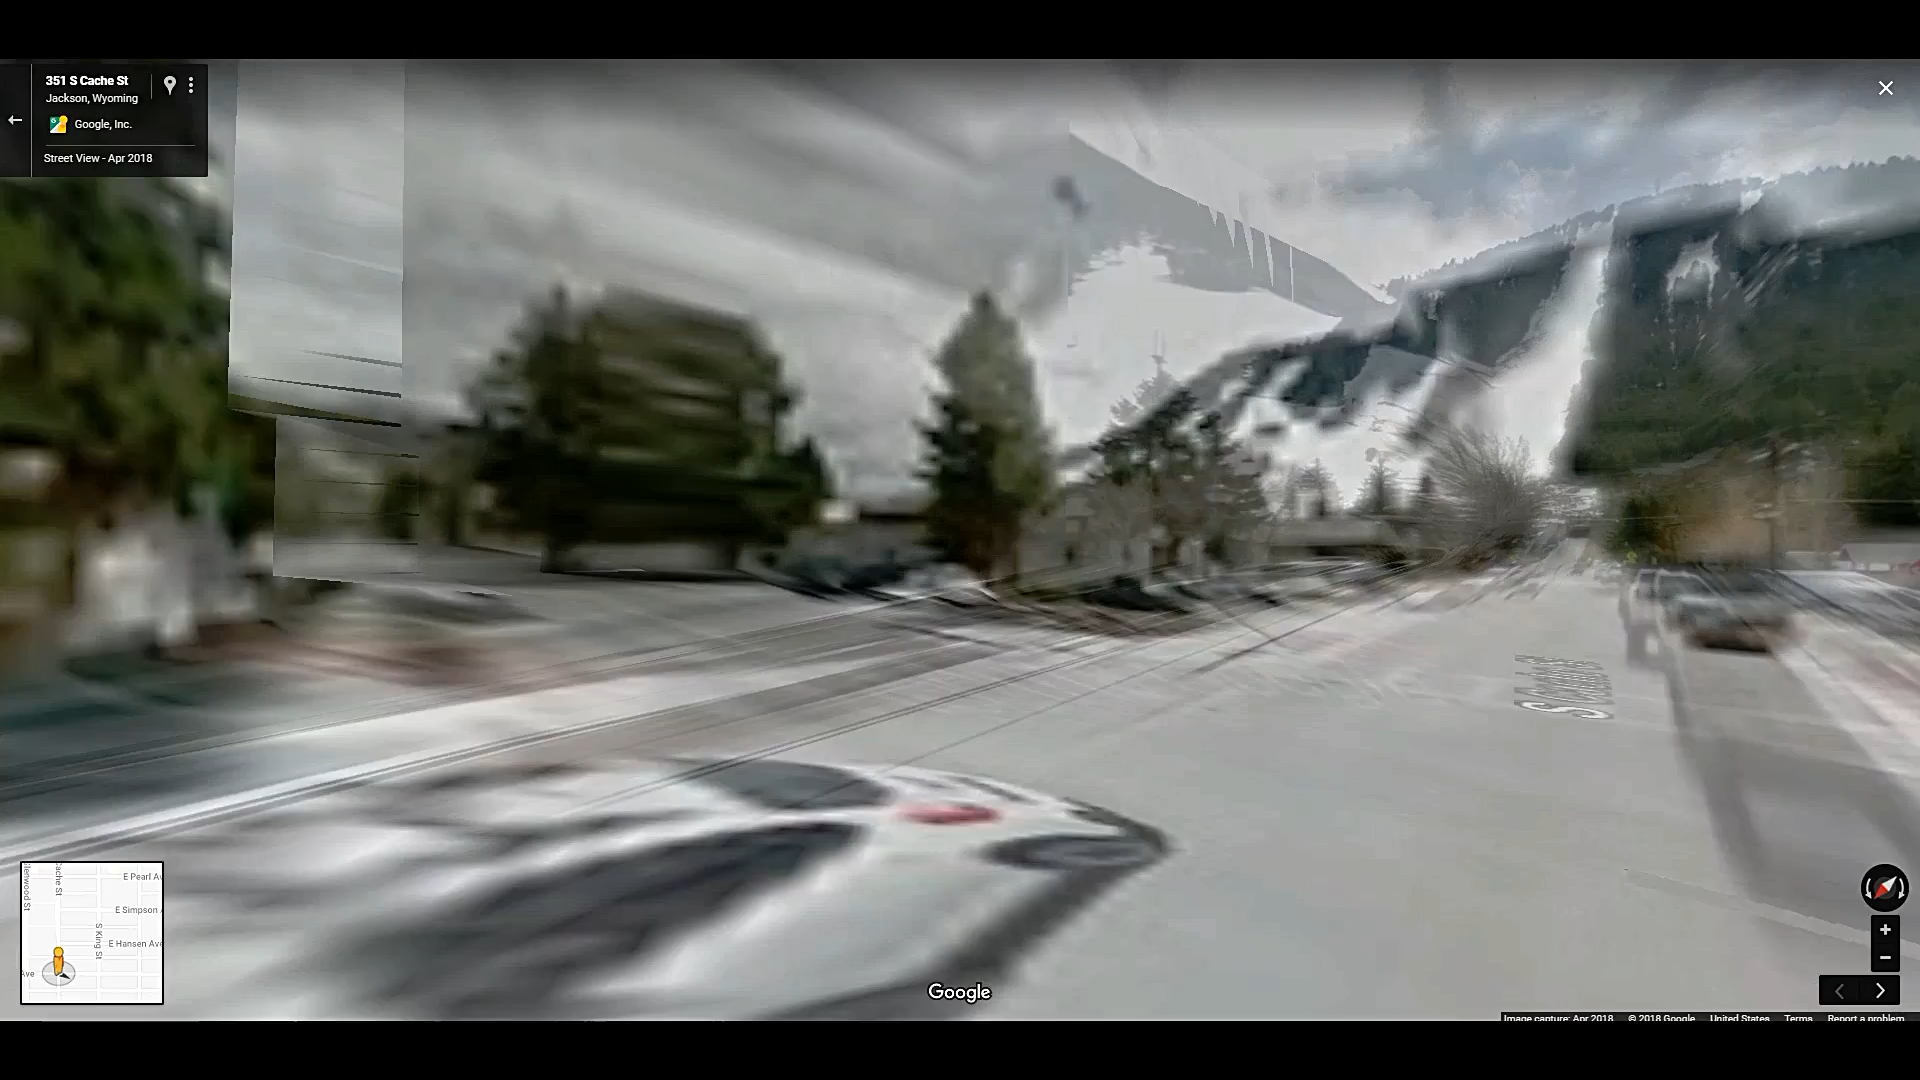 351 S Cache St
Jackson, Wyoming
Google, Inc.
Street View - Apr 2018
Cache St
E Pearl Av
E Simpson
S King St
E Hansen Ave
Ave
Google
Image capture: Apr 2018 © 2018 Google United States Terms Report a problem